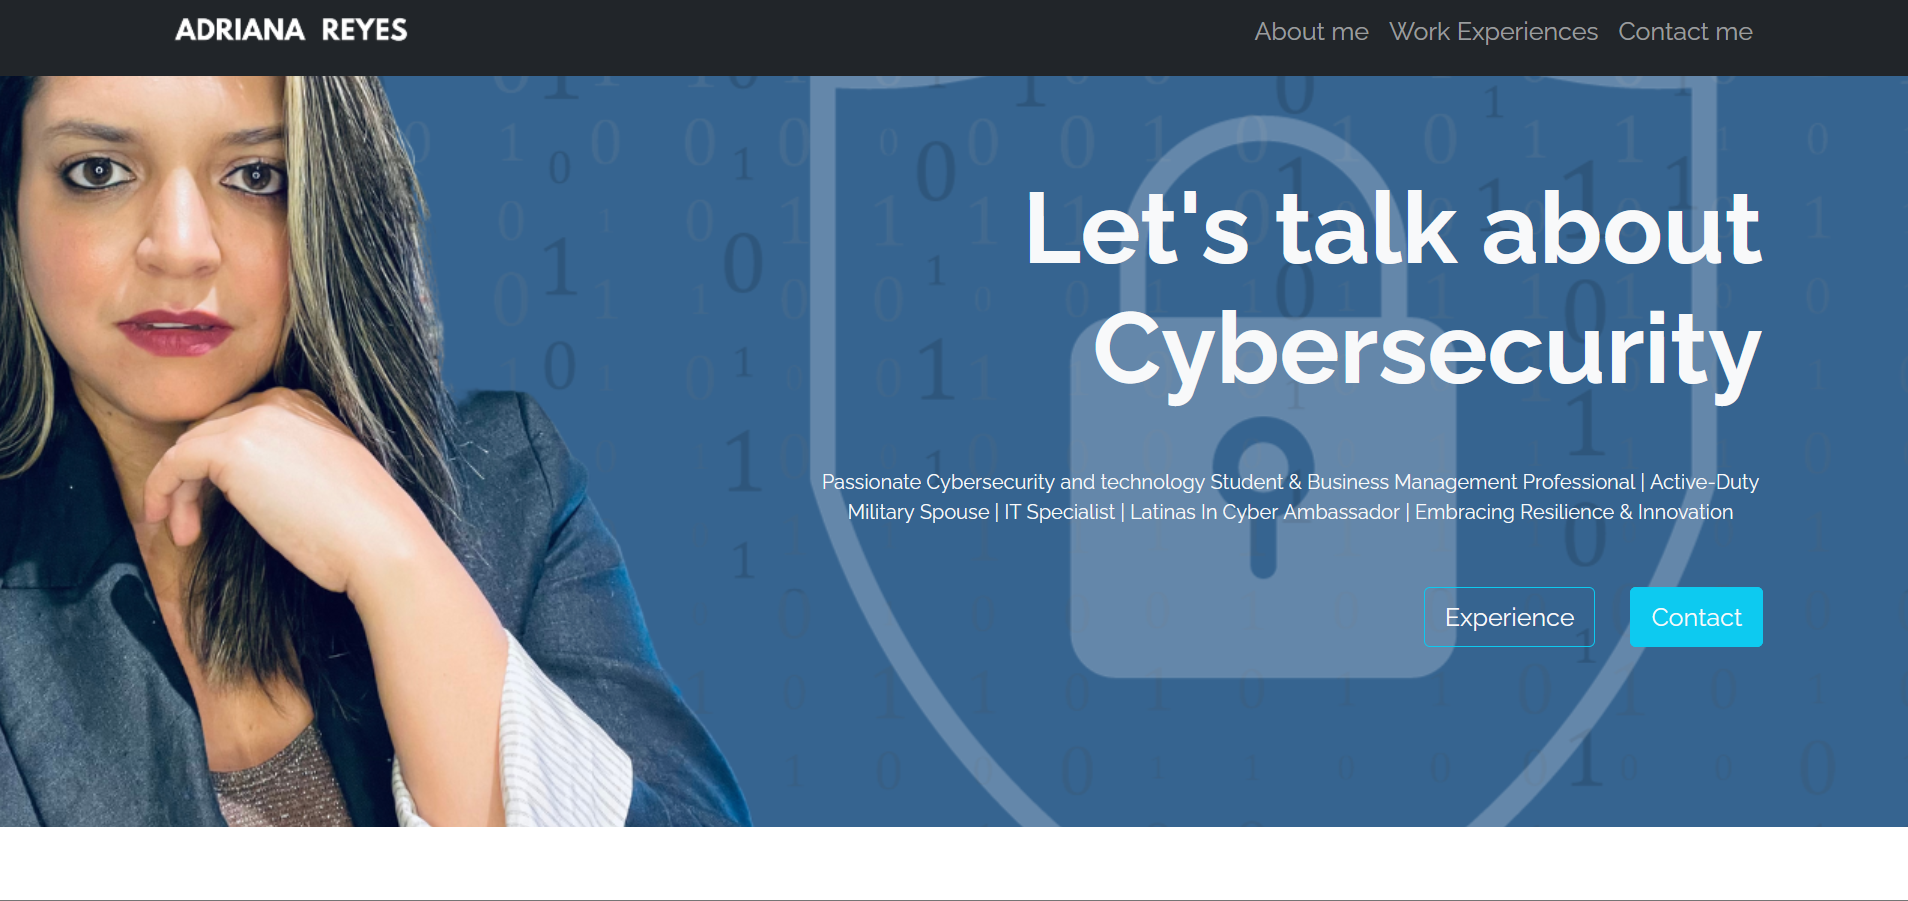 ADRIANA REYES
About me Work Experiences Contact me
Let's talk about
Cybersecurity
Passionate Cybersecurity and technology Student & Business Management Professional | Active-Duty
Military Spouse | IT Specialist | Latinas In Cyber Ambassador | Embracing Resilience & Innovation
Experience Contact